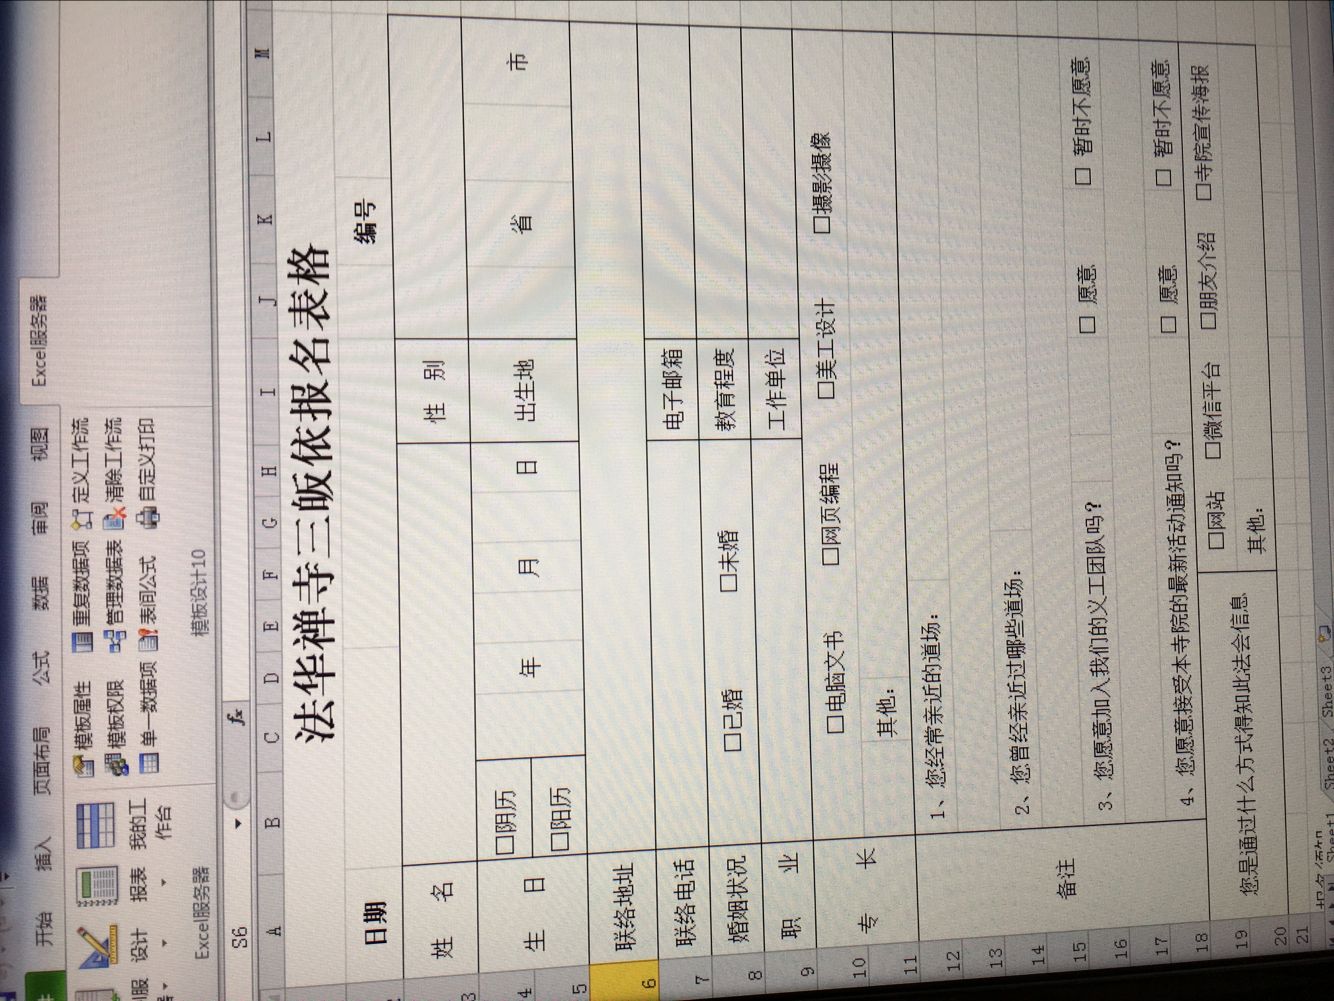 开始 插入 页面布局 公式 数据 审阅 视图 Excel服务器
模板属性 重复数据项 定义工作流
设计 报表 我的工作台 模板权限 管理数据表 清除工作流
单一数据项 表间公式 自定义打印
Excel服务器 模板设计10
S6 fx
A B C D E F G H I J K L M
法华禅寺三皈依报名表格
日期 编号
3 姓 名 性 别
4 生 日 □阴历 年 月 日 出生地 省 市
5 □阳历
6 联络地址
7 联络电话 电子邮箱
8 婚姻状况 □已婚 □未婚 教育程度
9 职 业 工作单位
10 专 长 □电脑文书 □网页编程 □美工设计 □摄影摄像
11 其他：
12 1、您经常亲近的道场：
13
14 2、您曾经亲近过哪些道场：
15 备注
16 3、您愿意加入我们的义工团队吗？ □ 愿意 □ 暂时不愿意
17
18 4、您愿意接受本寺院的最新活动通知吗？ □ 愿意 □ 暂时不愿意
19 您是通过什么方式得知此法会信息 □网站 □微信平台 □朋友介绍 □寺院宣传海报
20 其他：
21
报名须知
Sheet1 Sheet2 Sheet3